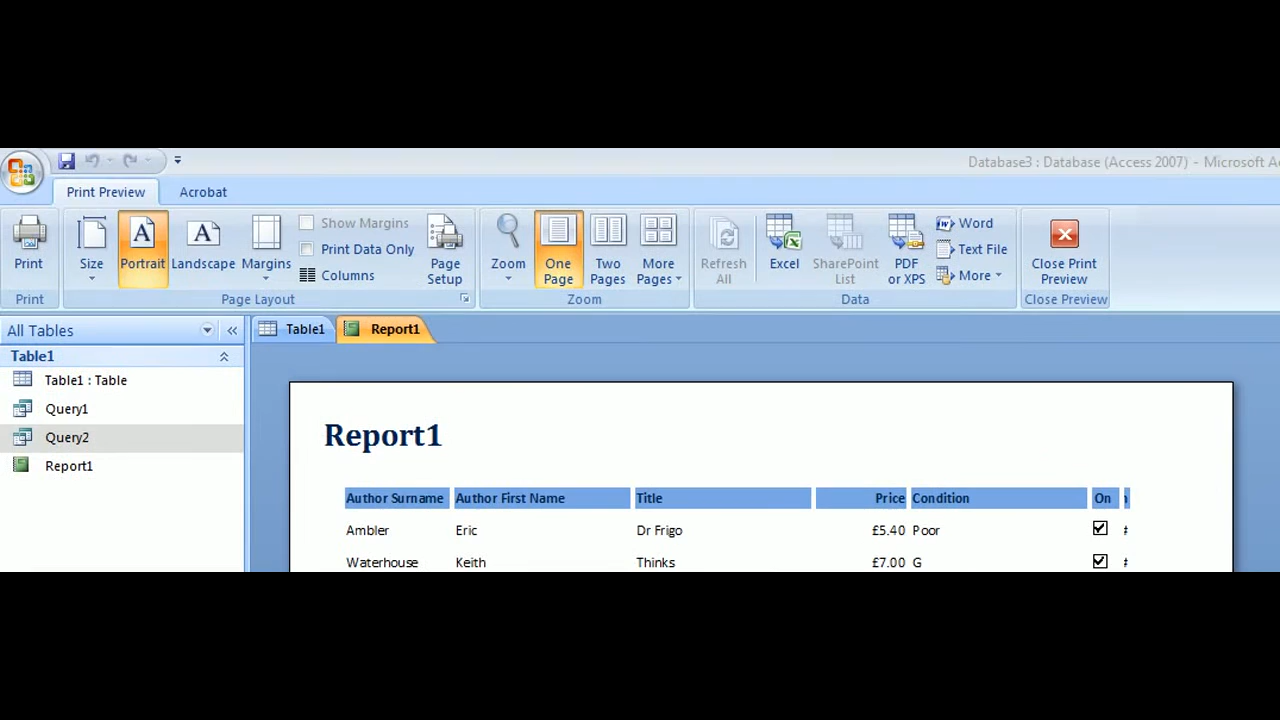 Database3 : Database (Access 2007) - Microsoft Ac
Print Preview Acrobat
Print
Size
Portrait
Landscape
Margins
Show Margins
Print Data Only
Columns
Page Setup
Zoom
One Page
Two Pages
More Pages
Refresh All
Excel
SharePoint List
PDF or XPS
Word
Text File
More
Close Print Preview
Print Page Layout Zoom Data Close Preview
All Tables
Table1 Report1
Table1
Table1 : Table
Query1
Query2
Report1
Report1
Author Surname Author First Name Title Price Condition On
Ambler Eric Dr Frigo £5.40 Poor #
Waterhouse Keith Thinks £7.00 G #